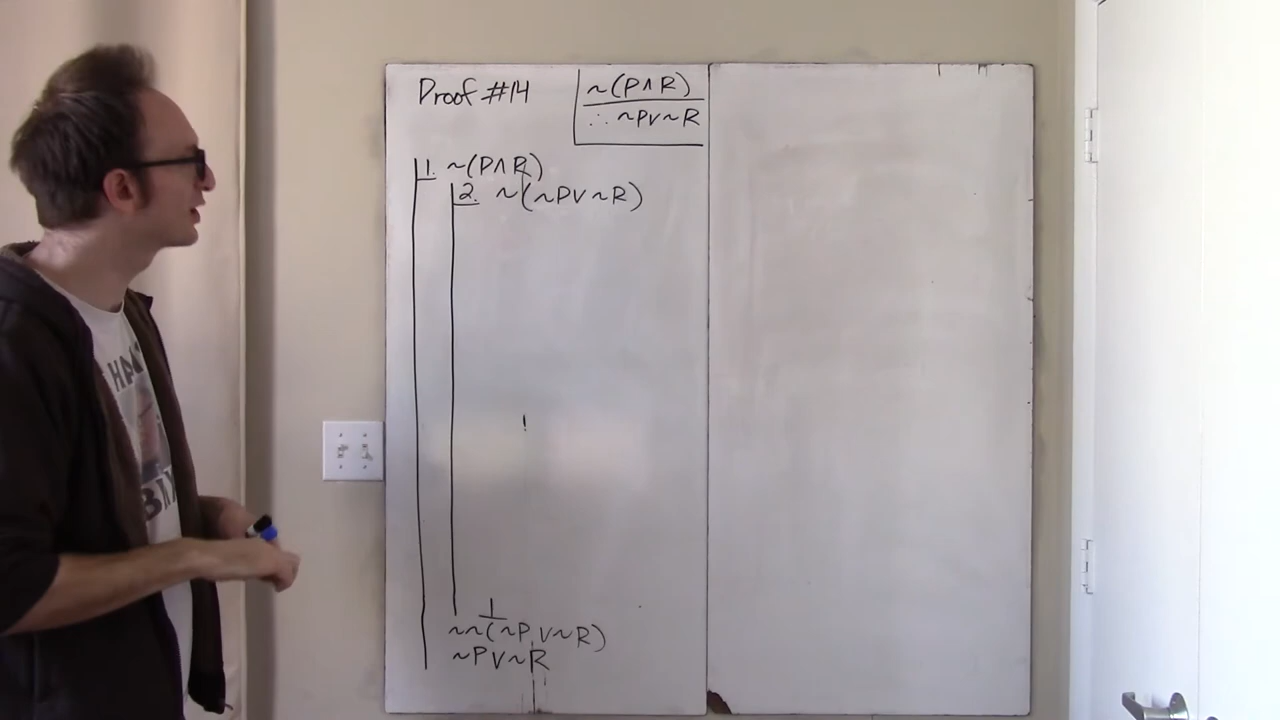 Proof #14
~(P∧R)
∴ ~P∨~R
1. ~(P∧R)
2. ~(~P∨~R)
⊥
~~(~P∨~R)
~P∨~R